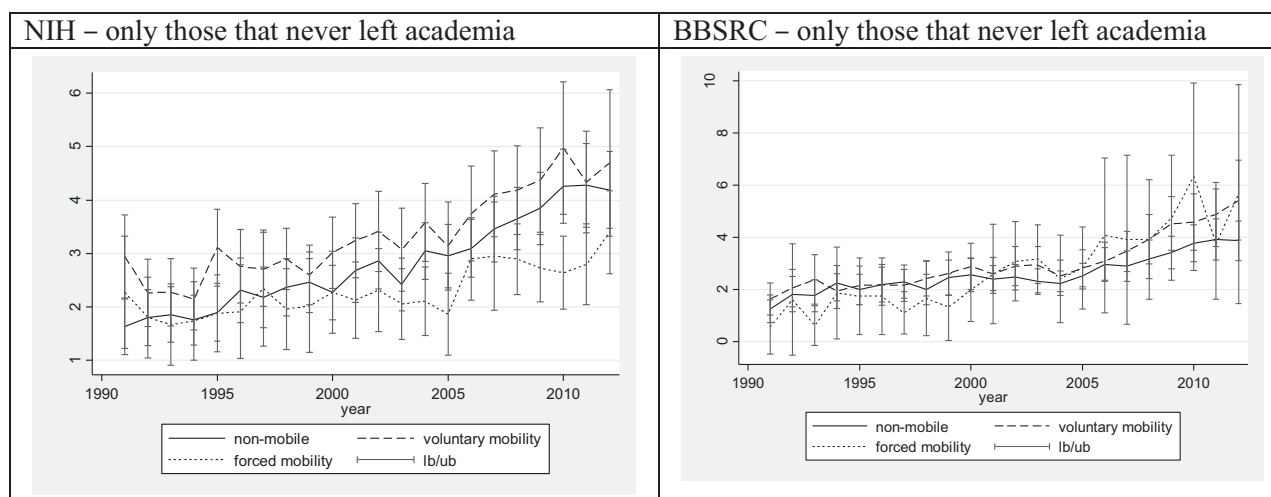 NIH – only those that never left academia
6
5
4
3
2
1
1990 1995 2000 2005 2010
year
non-mobile voluntary mobility
forced mobility lb/ub
BBSRC – only those that never left academia
10
8
6
4
2
0
1990 1995 2000 2005 2010
year
non-mobile voluntary mobility
forced mobility lb/ub